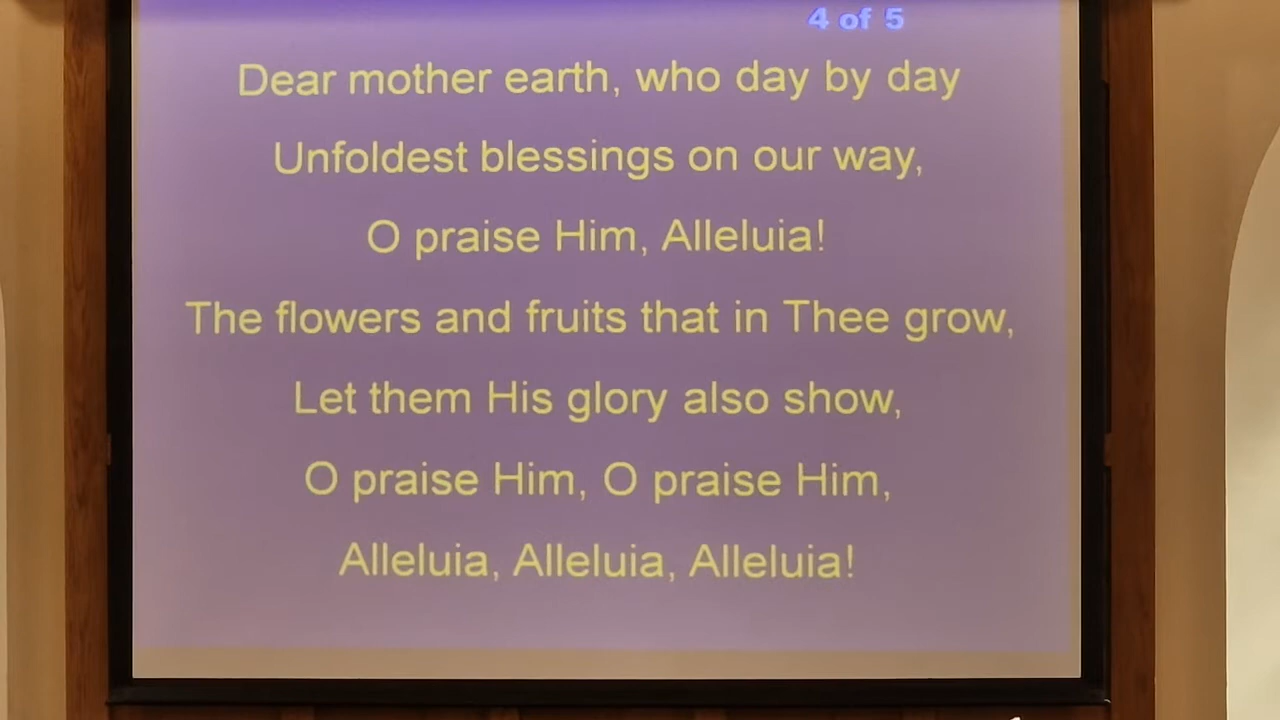 4 of 5
Dear mother earth, who day by day
Unfoldest blessings on our way,
O praise Him, Alleluia!
The flowers and fruits that in Thee grow,
Let them His glory also show,
O praise Him, O praise Him,
Alleluia, Alleluia, Alleluia!